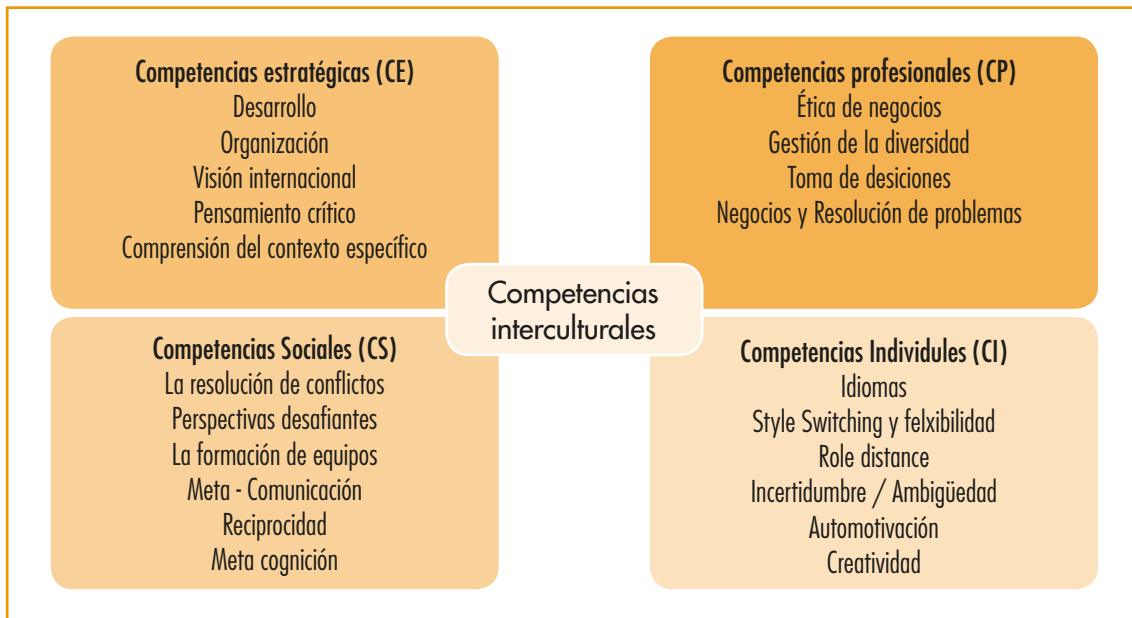 Competencias estratégicas (CE)
Desarrollo
Organización
Visión internacional
Pensamiento crítico
Comprensión del contexto específico
Competencias profesionales (CP)
Ética de negocios
Gestión de la diversidad
Toma de desiciones
Negocios y Resolución de problemas
Competencias
interculturales
Competencias Sociales (CS)
La resolución de conflictos
Perspectivas desafiantes
La formación de equipos
Meta - Comunicación
Reciprocidad
Meta cognición
Competencias Individules (CI)
Idiomas
Style Switching y felxibilidad
Role distance
Incertidumbre / Ambigüedad
Automotivación
Creatividad